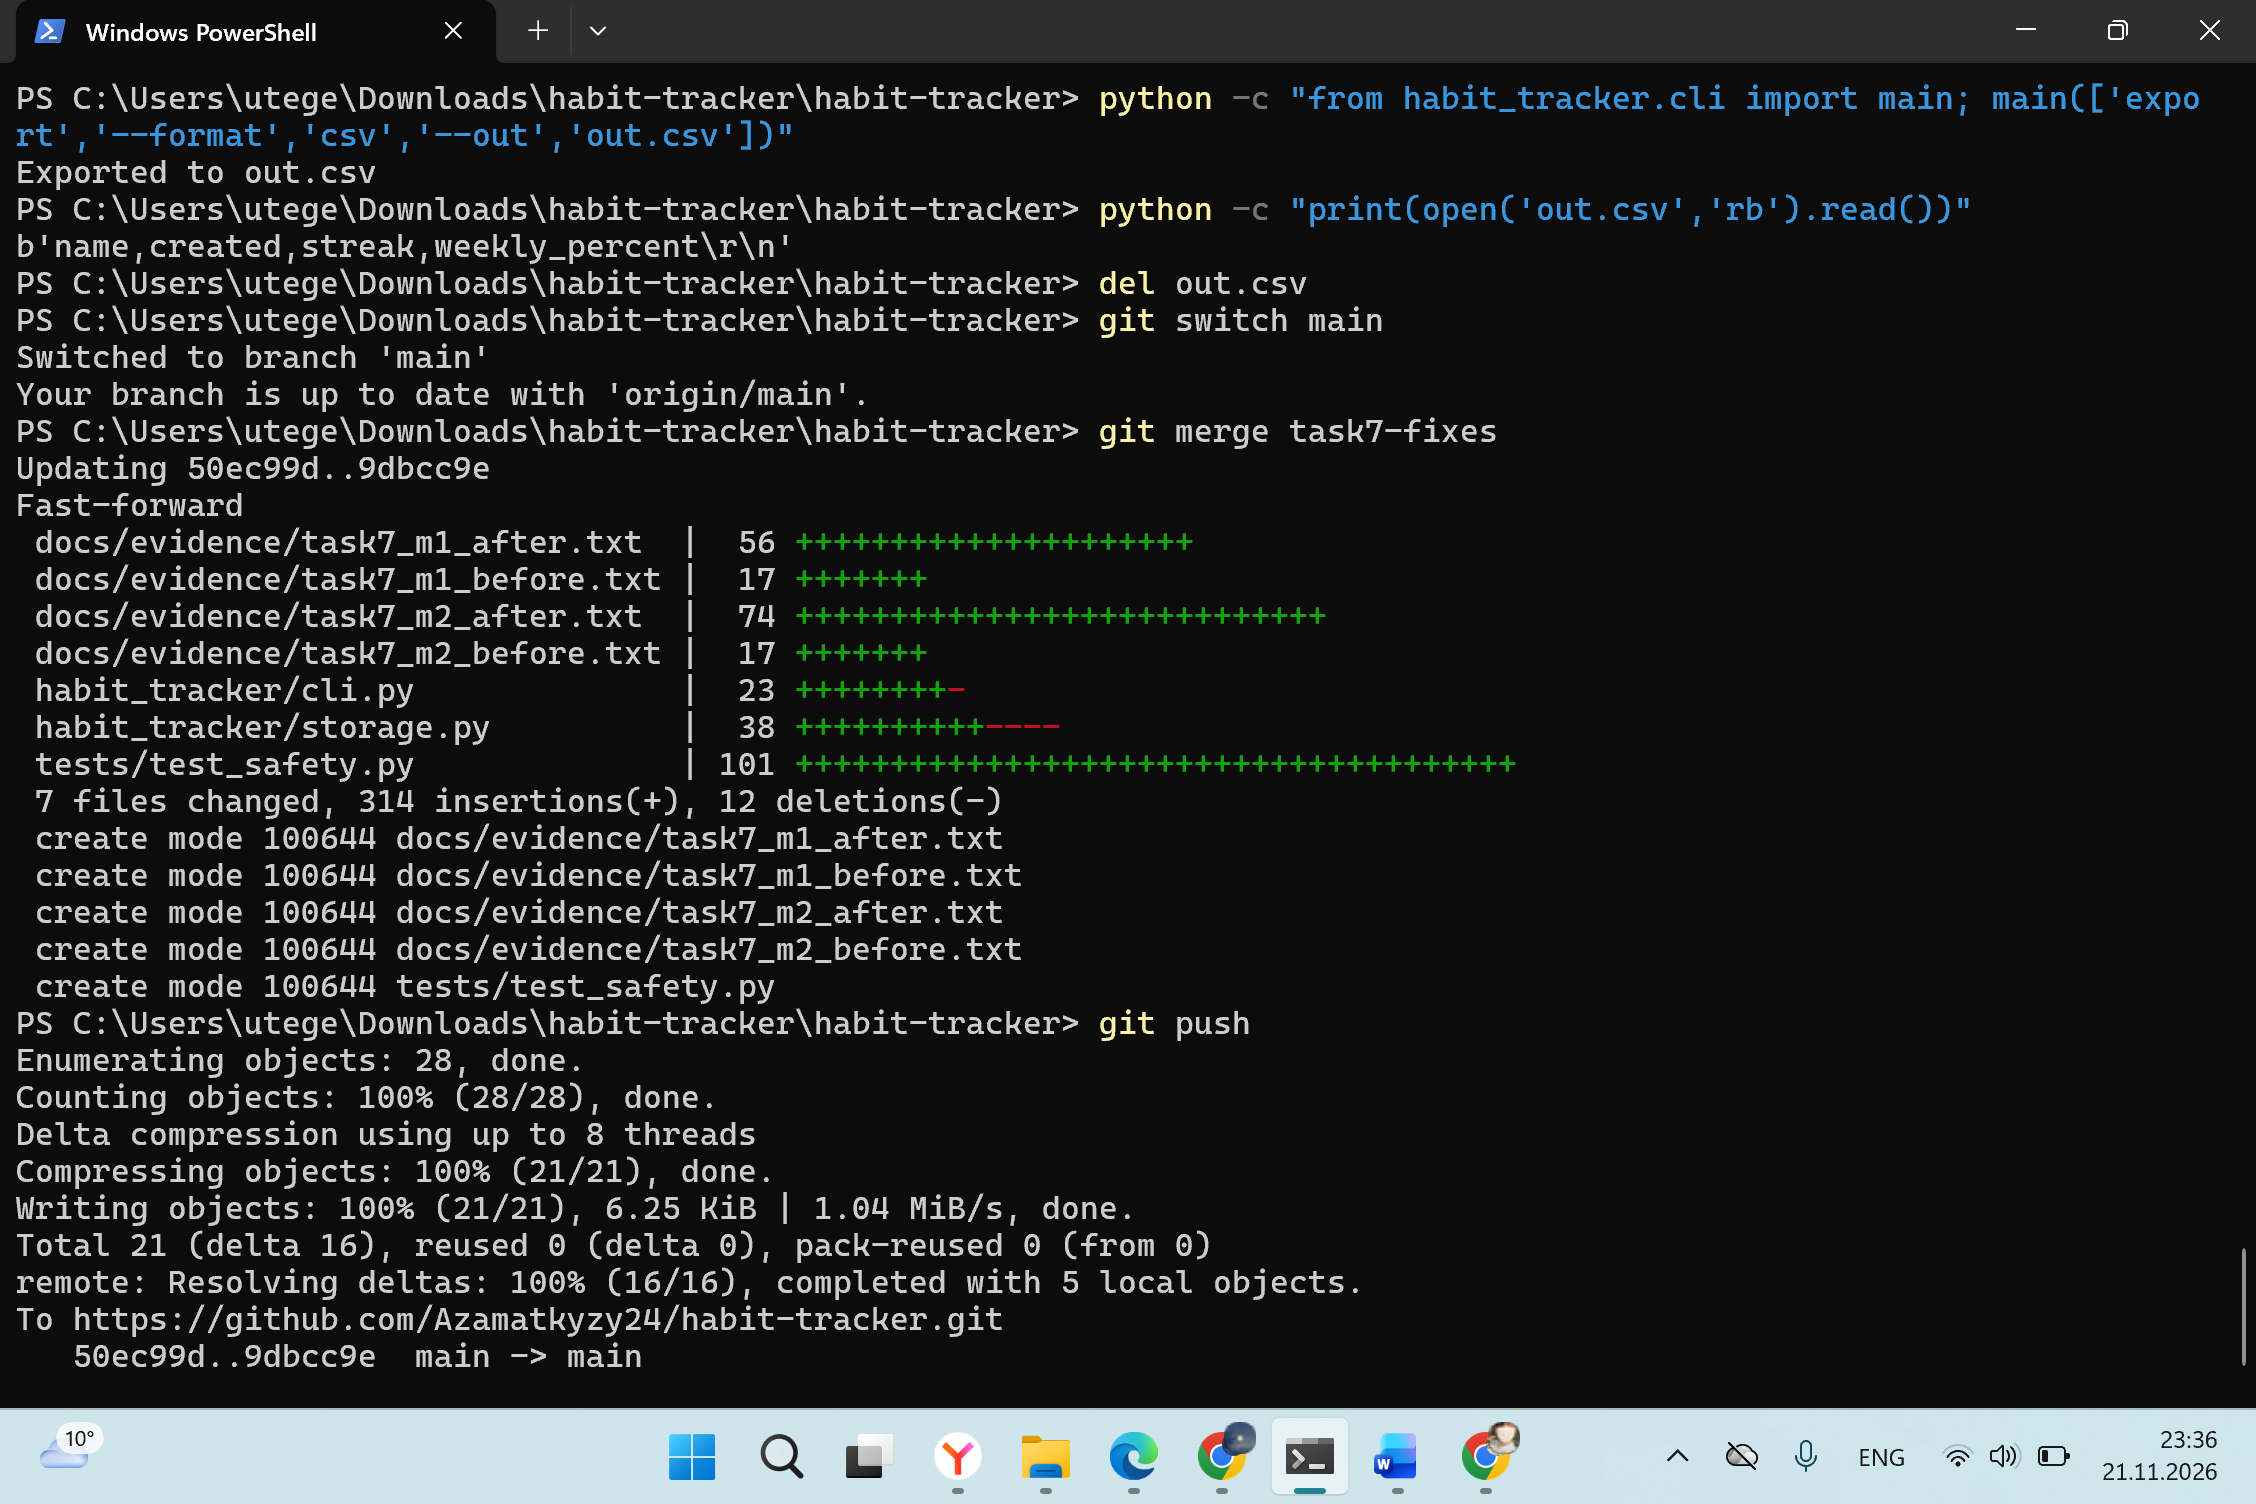 Windows PowerShell
PS C:\Users\utege\Downloads\habit-tracker\habit-tracker> python -c "from habit_tracker.cli import main; main(['expo
rt','--format','csv','--out','out.csv'])"
Exported to out.csv
PS C:\Users\utege\Downloads\habit-tracker\habit-tracker> python -c "print(open('out.csv','rb').read())"
b'name,created,streak,weekly_percent\r\n'
PS C:\Users\utege\Downloads\habit-tracker\habit-tracker> del out.csv
PS C:\Users\utege\Downloads\habit-tracker\habit-tracker> git switch main
Switched to branch 'main'
Your branch is up to date with 'origin/main'.
PS C:\Users\utege\Downloads\habit-tracker\habit-tracker> git merge task7-fixes
Updating 50ec99d..9dbcc9e
Fast-forward
 docs/evidence/task7_m1_after.txt  |  56 +++++++++++++++++++++
 docs/evidence/task7_m1_before.txt |  17 +++++++
 docs/evidence/task7_m2_after.txt  |  74 ++++++++++++++++++++++++++++
 docs/evidence/task7_m2_before.txt |  17 +++++++
 habit_tracker/cli.py              |  23 ++++++++-
 habit_tracker/storage.py          |  38 ++++++++++----
 tests/test_safety.py              | 101 ++++++++++++++++++++++++++++++++++++++
 7 files changed, 314 insertions(+), 12 deletions(-)
 create mode 100644 docs/evidence/task7_m1_after.txt
 create mode 100644 docs/evidence/task7_m1_before.txt
 create mode 100644 docs/evidence/task7_m2_after.txt
 create mode 100644 docs/evidence/task7_m2_before.txt
 create mode 100644 tests/test_safety.py
PS C:\Users\utege\Downloads\habit-tracker\habit-tracker> git push
Enumerating objects: 28, done.
Counting objects: 100% (28/28), done.
Delta compression using up to 8 threads
Compressing objects: 100% (21/21), done.
Writing objects: 100% (21/21), 6.25 KiB | 1.04 MiB/s, done.
Total 21 (delta 16), reused 0 (delta 0), pack-reused 0 (from 0)
remote: Resolving deltas: 100% (16/16), completed with 5 local objects.
To https://github.com/Azamatkyzy24/habit-tracker.git
   50ec99d..9dbcc9e  main -> main
10°
W
ENG
23:36
21.11.2026